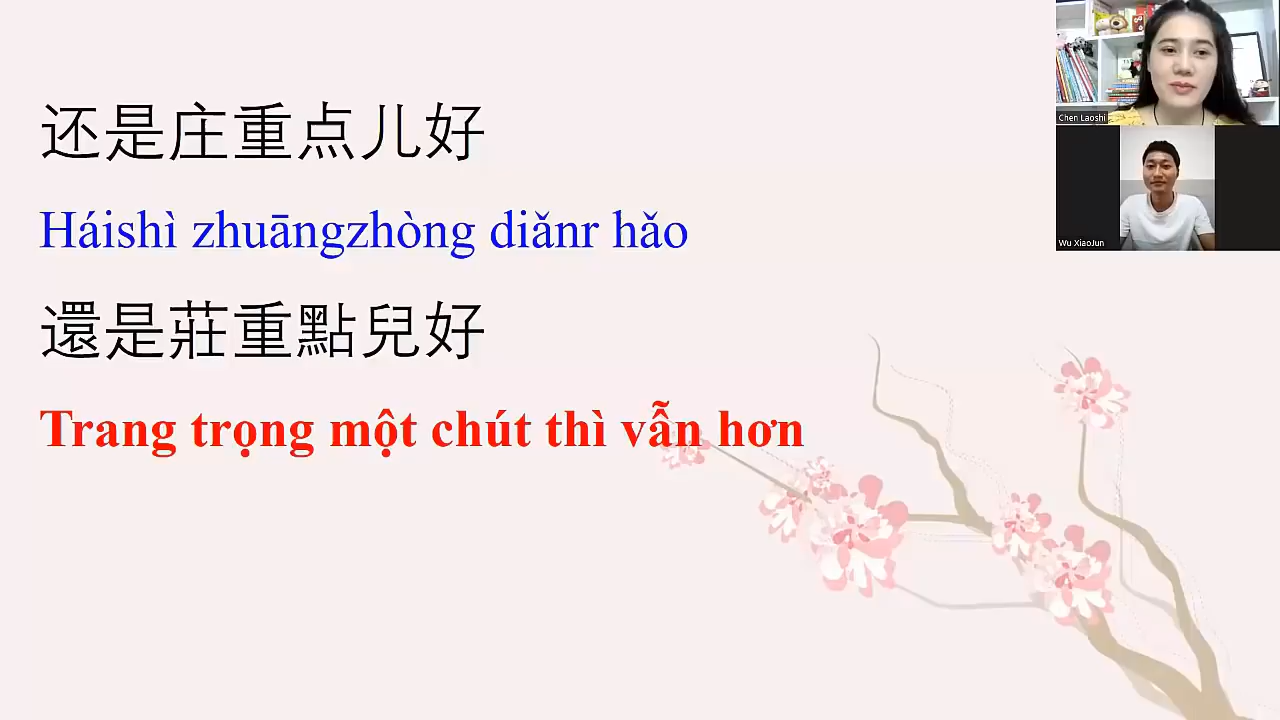 还是庄重点儿好
Háishì zhuāngzhòng diǎnr hǎo
還是莊重點兒好
Trang trọng một chút thì vẫn hơn
Chen Laoshi
Wu XiaoJun